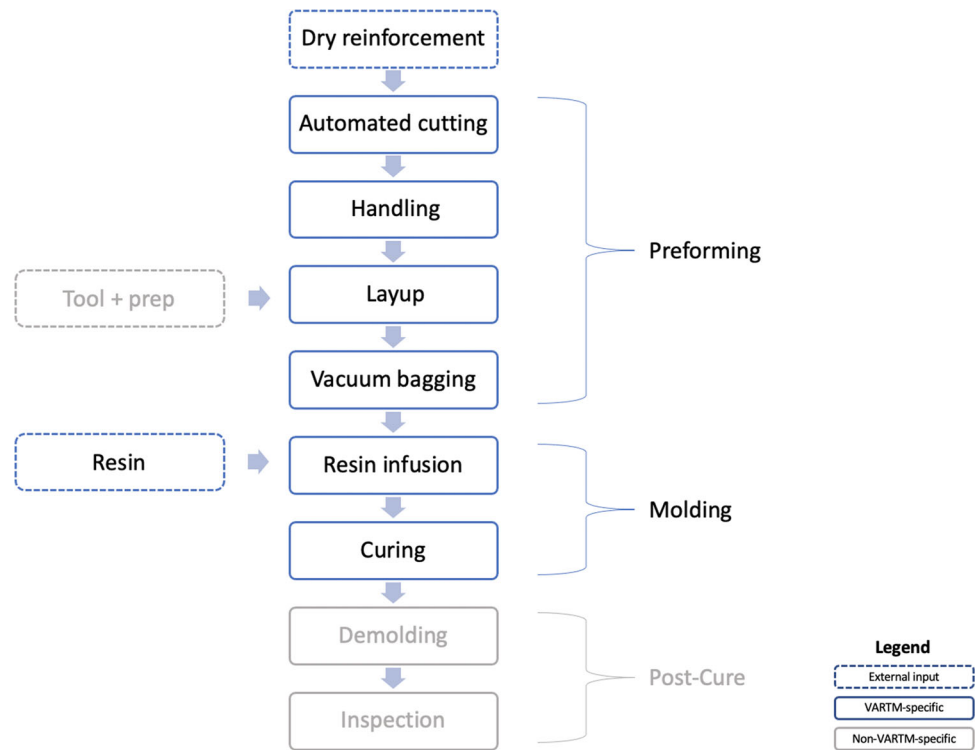 Dry reinforcement
Automated cutting
Handling
Preforming
Tool + prep
Layup
Vacuum bagging
Resin
Resin infusion
Molding
Curing
Demolding
Post-Cure
Inspection
Legend
External input
VARTM-specific
Non-VARTM-specific